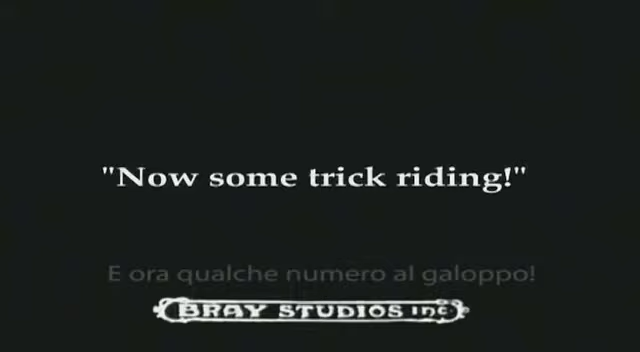 "Now some trick riding!"
E ora qualche numero al galoppo!
BRAY STUDIOS INC